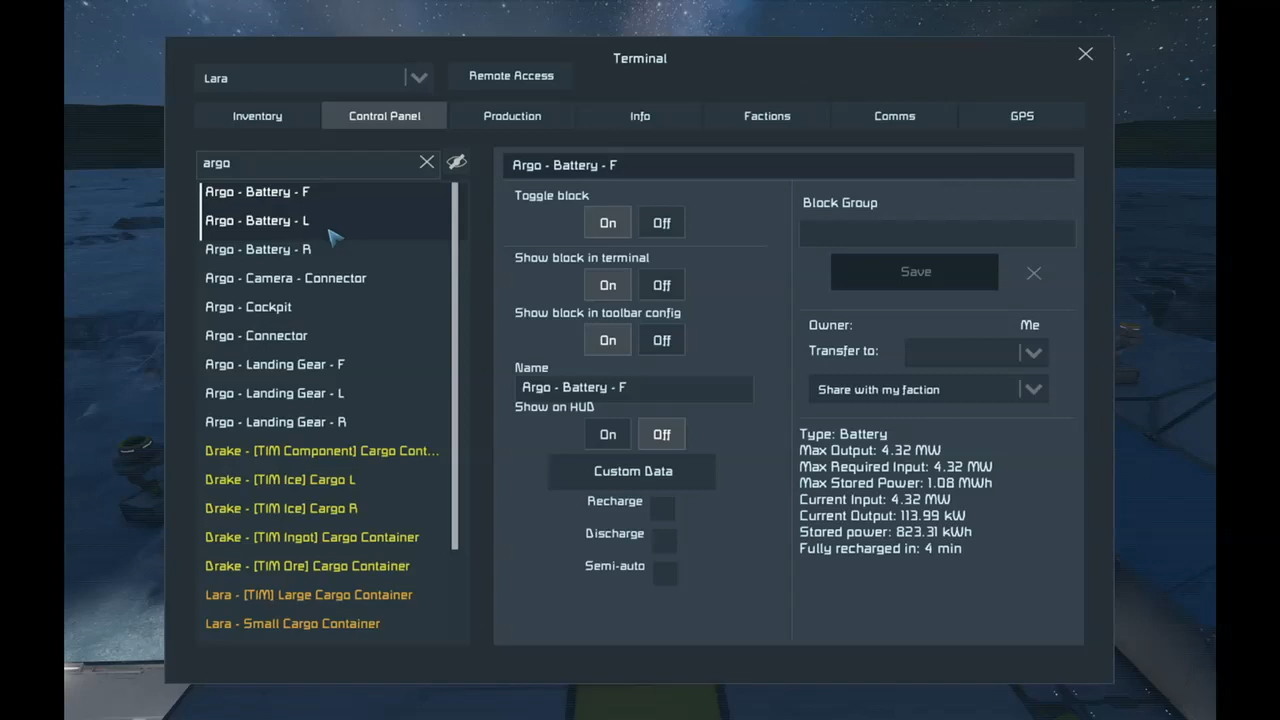 Terminal
Lara
Remote Access
Inventory
Control Panel
Production
Info
Factions
Comms
GPS
argo
Argo - Battery - F
Argo - Battery - L
Argo - Battery - R
Argo - Camera - Connector
Argo - Cockpit
Argo - Connector
Argo - Landing Gear - F
Argo - Landing Gear - L
Argo - Landing Gear - R
Brake - [TIM Component] Cargo Cont...
Brake - [TIM Ice] Cargo L
Brake - [TIM Ice] Cargo R
Brake - [TIM Ingot] Cargo Container
Brake - [TIM Ore] Cargo Container
Lara - [TIM] Large Cargo Container
Lara - Small Cargo Container
Argo - Battery - F
Toggle block
On Off
Show block in terminal
On Off
Show block in toolbar config
On Off
Name
Argo - Battery - F
Show on HUD
On Off
Custom Data
Recharge
Discharge
Semi-auto
Block Group
Save
Owner: Me
Transfer to:
Share with my faction
Type: Battery
Max Output: 4.32 MW
Max Required Input: 4.32 MW
Max Stored Power: 1.08 MWh
Current Input: 4.32 MW
Current Output: 113.99 kW
Stored power: 823.31 kWh
Fully recharged in: 4 min